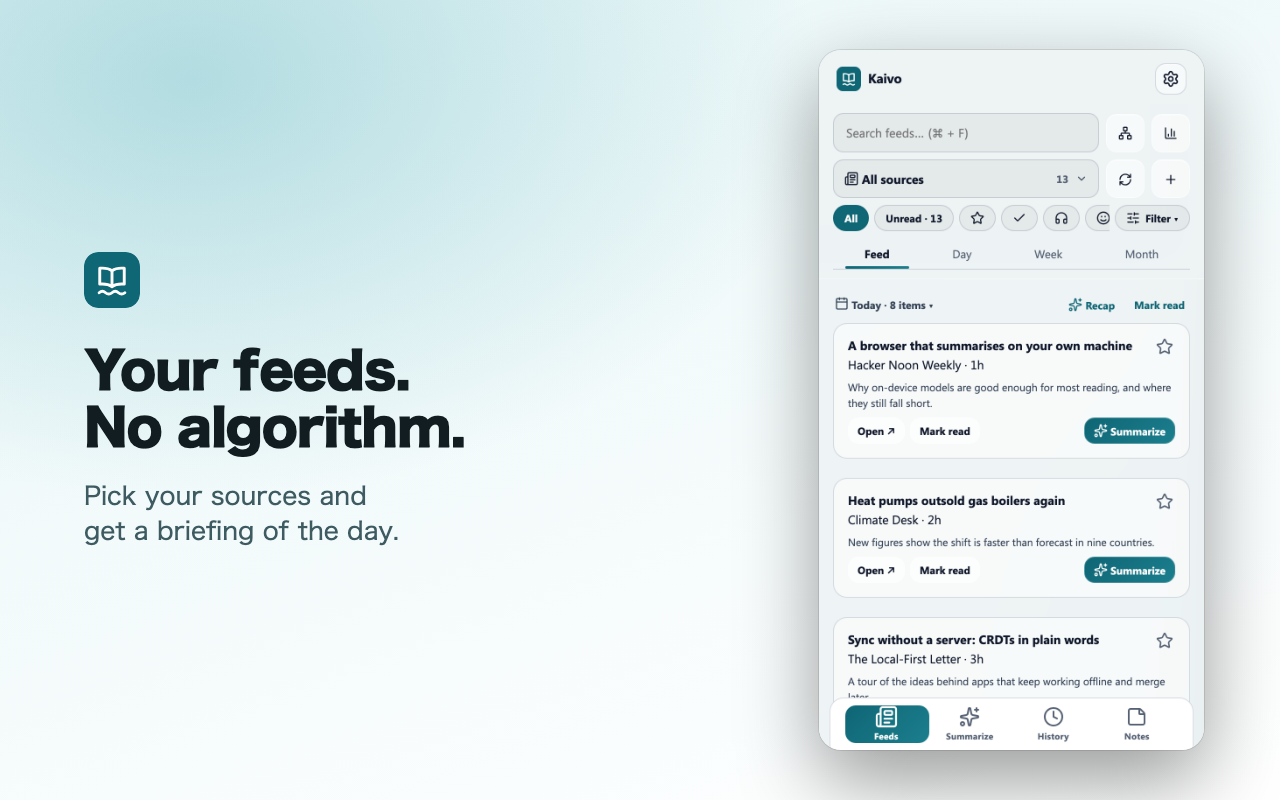 Your feeds.
No algorithm.
Pick your sources and
get a briefing of the day.
Kaivo
Search feeds... (⌘ + F)
All sources 13
All Unread · 13 Filter ▾
Feed Day Week Month
Today · 8 items ▾ Recap Mark read
A browser that summarises on your own machine
Hacker Noon Weekly · 1h
Why on-device models are good enough for most reading, and where
they still fall short.
Open ↗ Mark read Summarize
Heat pumps outsold gas boilers again
Climate Desk · 2h
New figures show the shift is faster than forecast in nine countries.
Open ↗ Mark read Summarize
Sync without a server: CRDTs in plain words
The Local-First Letter · 3h
A tour of the ideas behind apps that keep working offline and merge
later.
Feeds Summarize History Notes